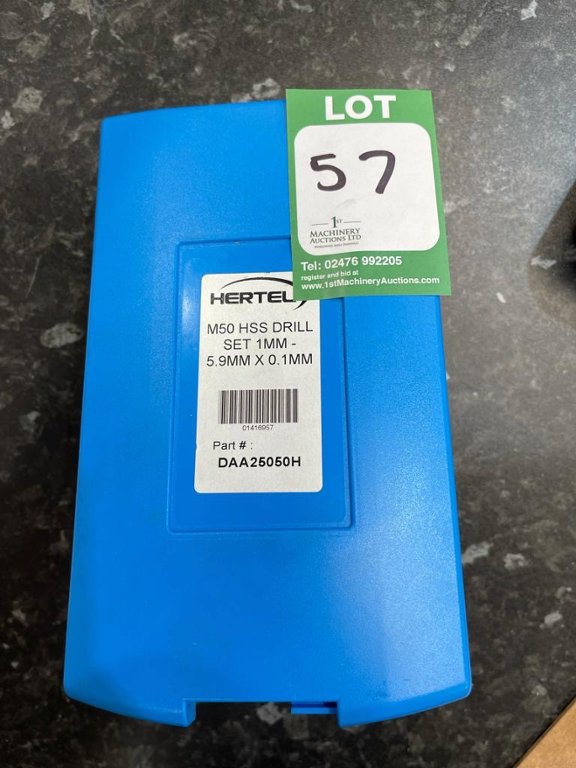 LOT
57
1ST
MACHINERY
AUCTIONS LTD
Tel: 02476 992205
register and bid at
www.1stMachineryAuctions.com
HERTEL
M50 HSS DRILL
SET 1MM -
5.9MM X 0.1MM
01416957
Part # :
DAA25050H